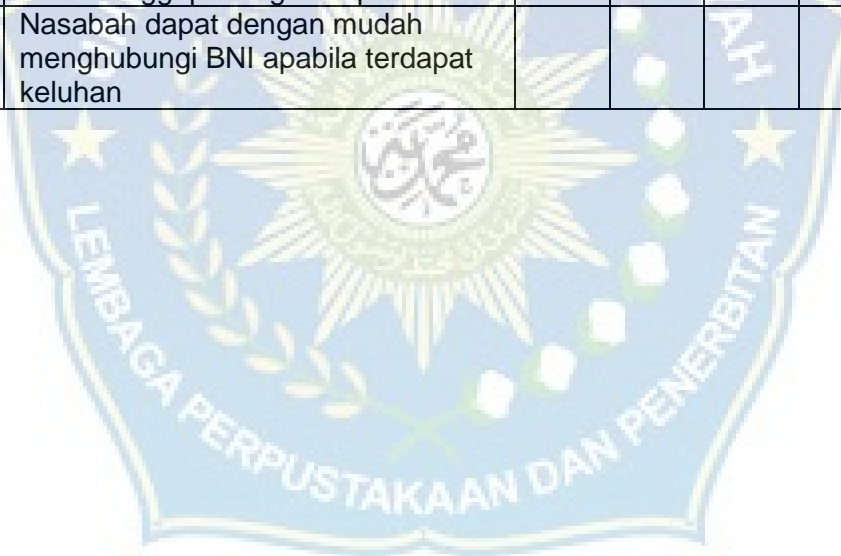 Nasabah dapat dengan mudah
menghubungi BNI apabila terdapat
keluhan
LEMBAGA PERPUSTAKAAN DAN PENERBITAN